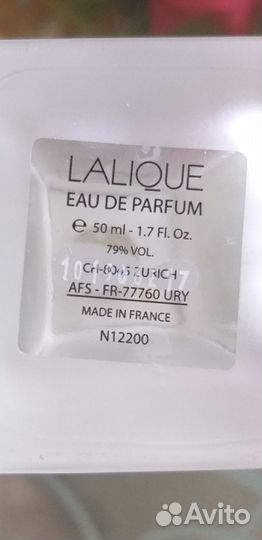 LALIQUE
EAU DE PARFUM
℮ 50 ml - 1.7 Fl. Oz.
79% VOL.
CH-8045 ZURICH
AFS - FR-77760 URY
MADE IN FRANCE
N12200
Avito